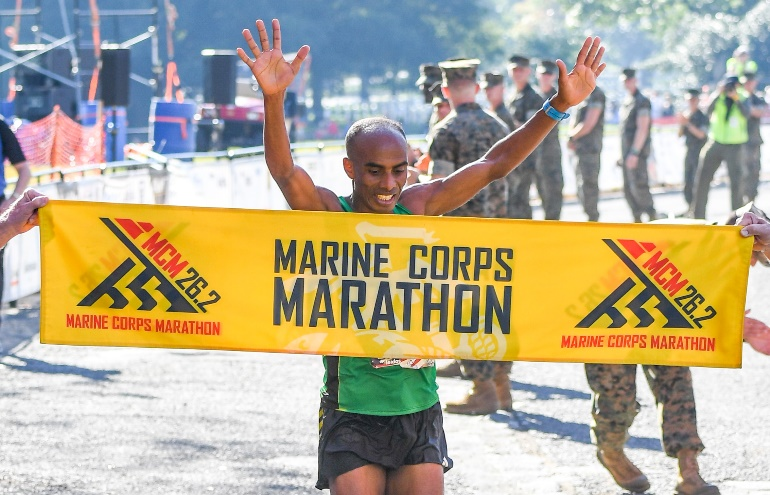 MCM 26.2
MARINE CORPS MARATHON
MARINE CORPS
MARATHON
MCM 26.2
MARINE CORPS MARATHON